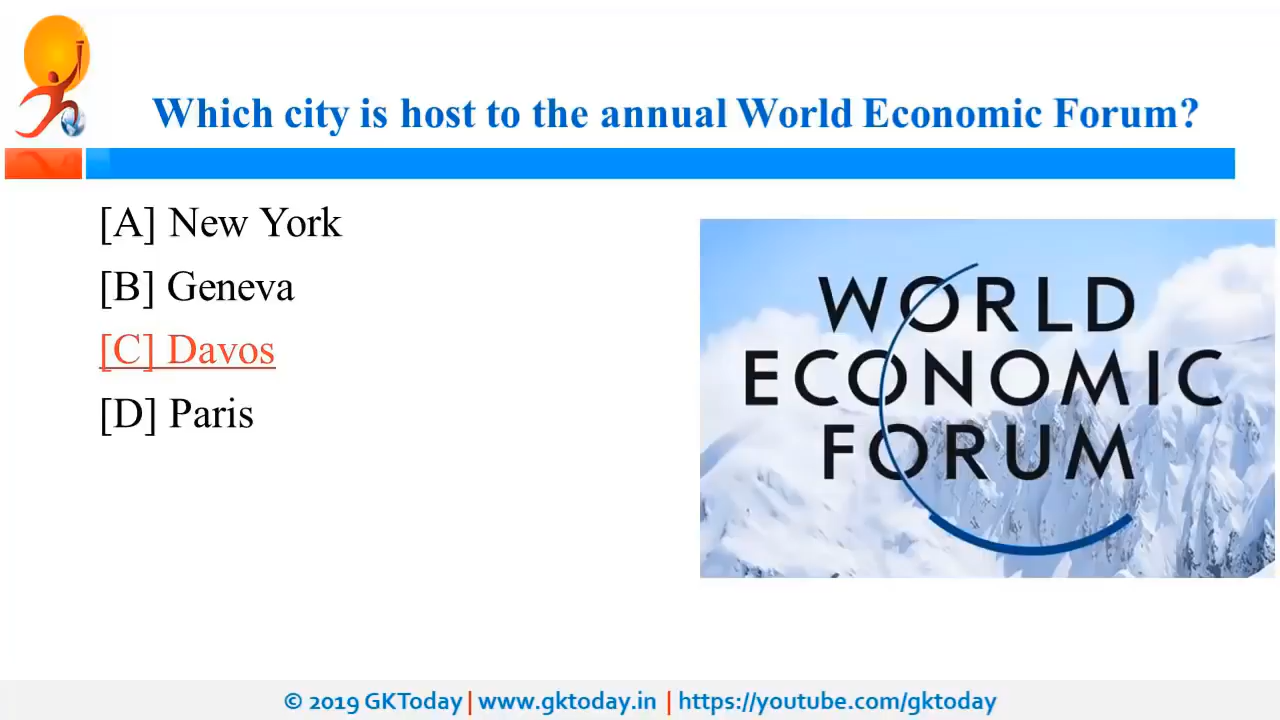 Which city is host to the annual World Economic Forum?
[A] New York
[B] Geneva
[C] Davos
[D] Paris
WORLD
ECONOMIC
FORUM
© 2019 GKToday | www.gktoday.in | https://youtube.com/gktoday